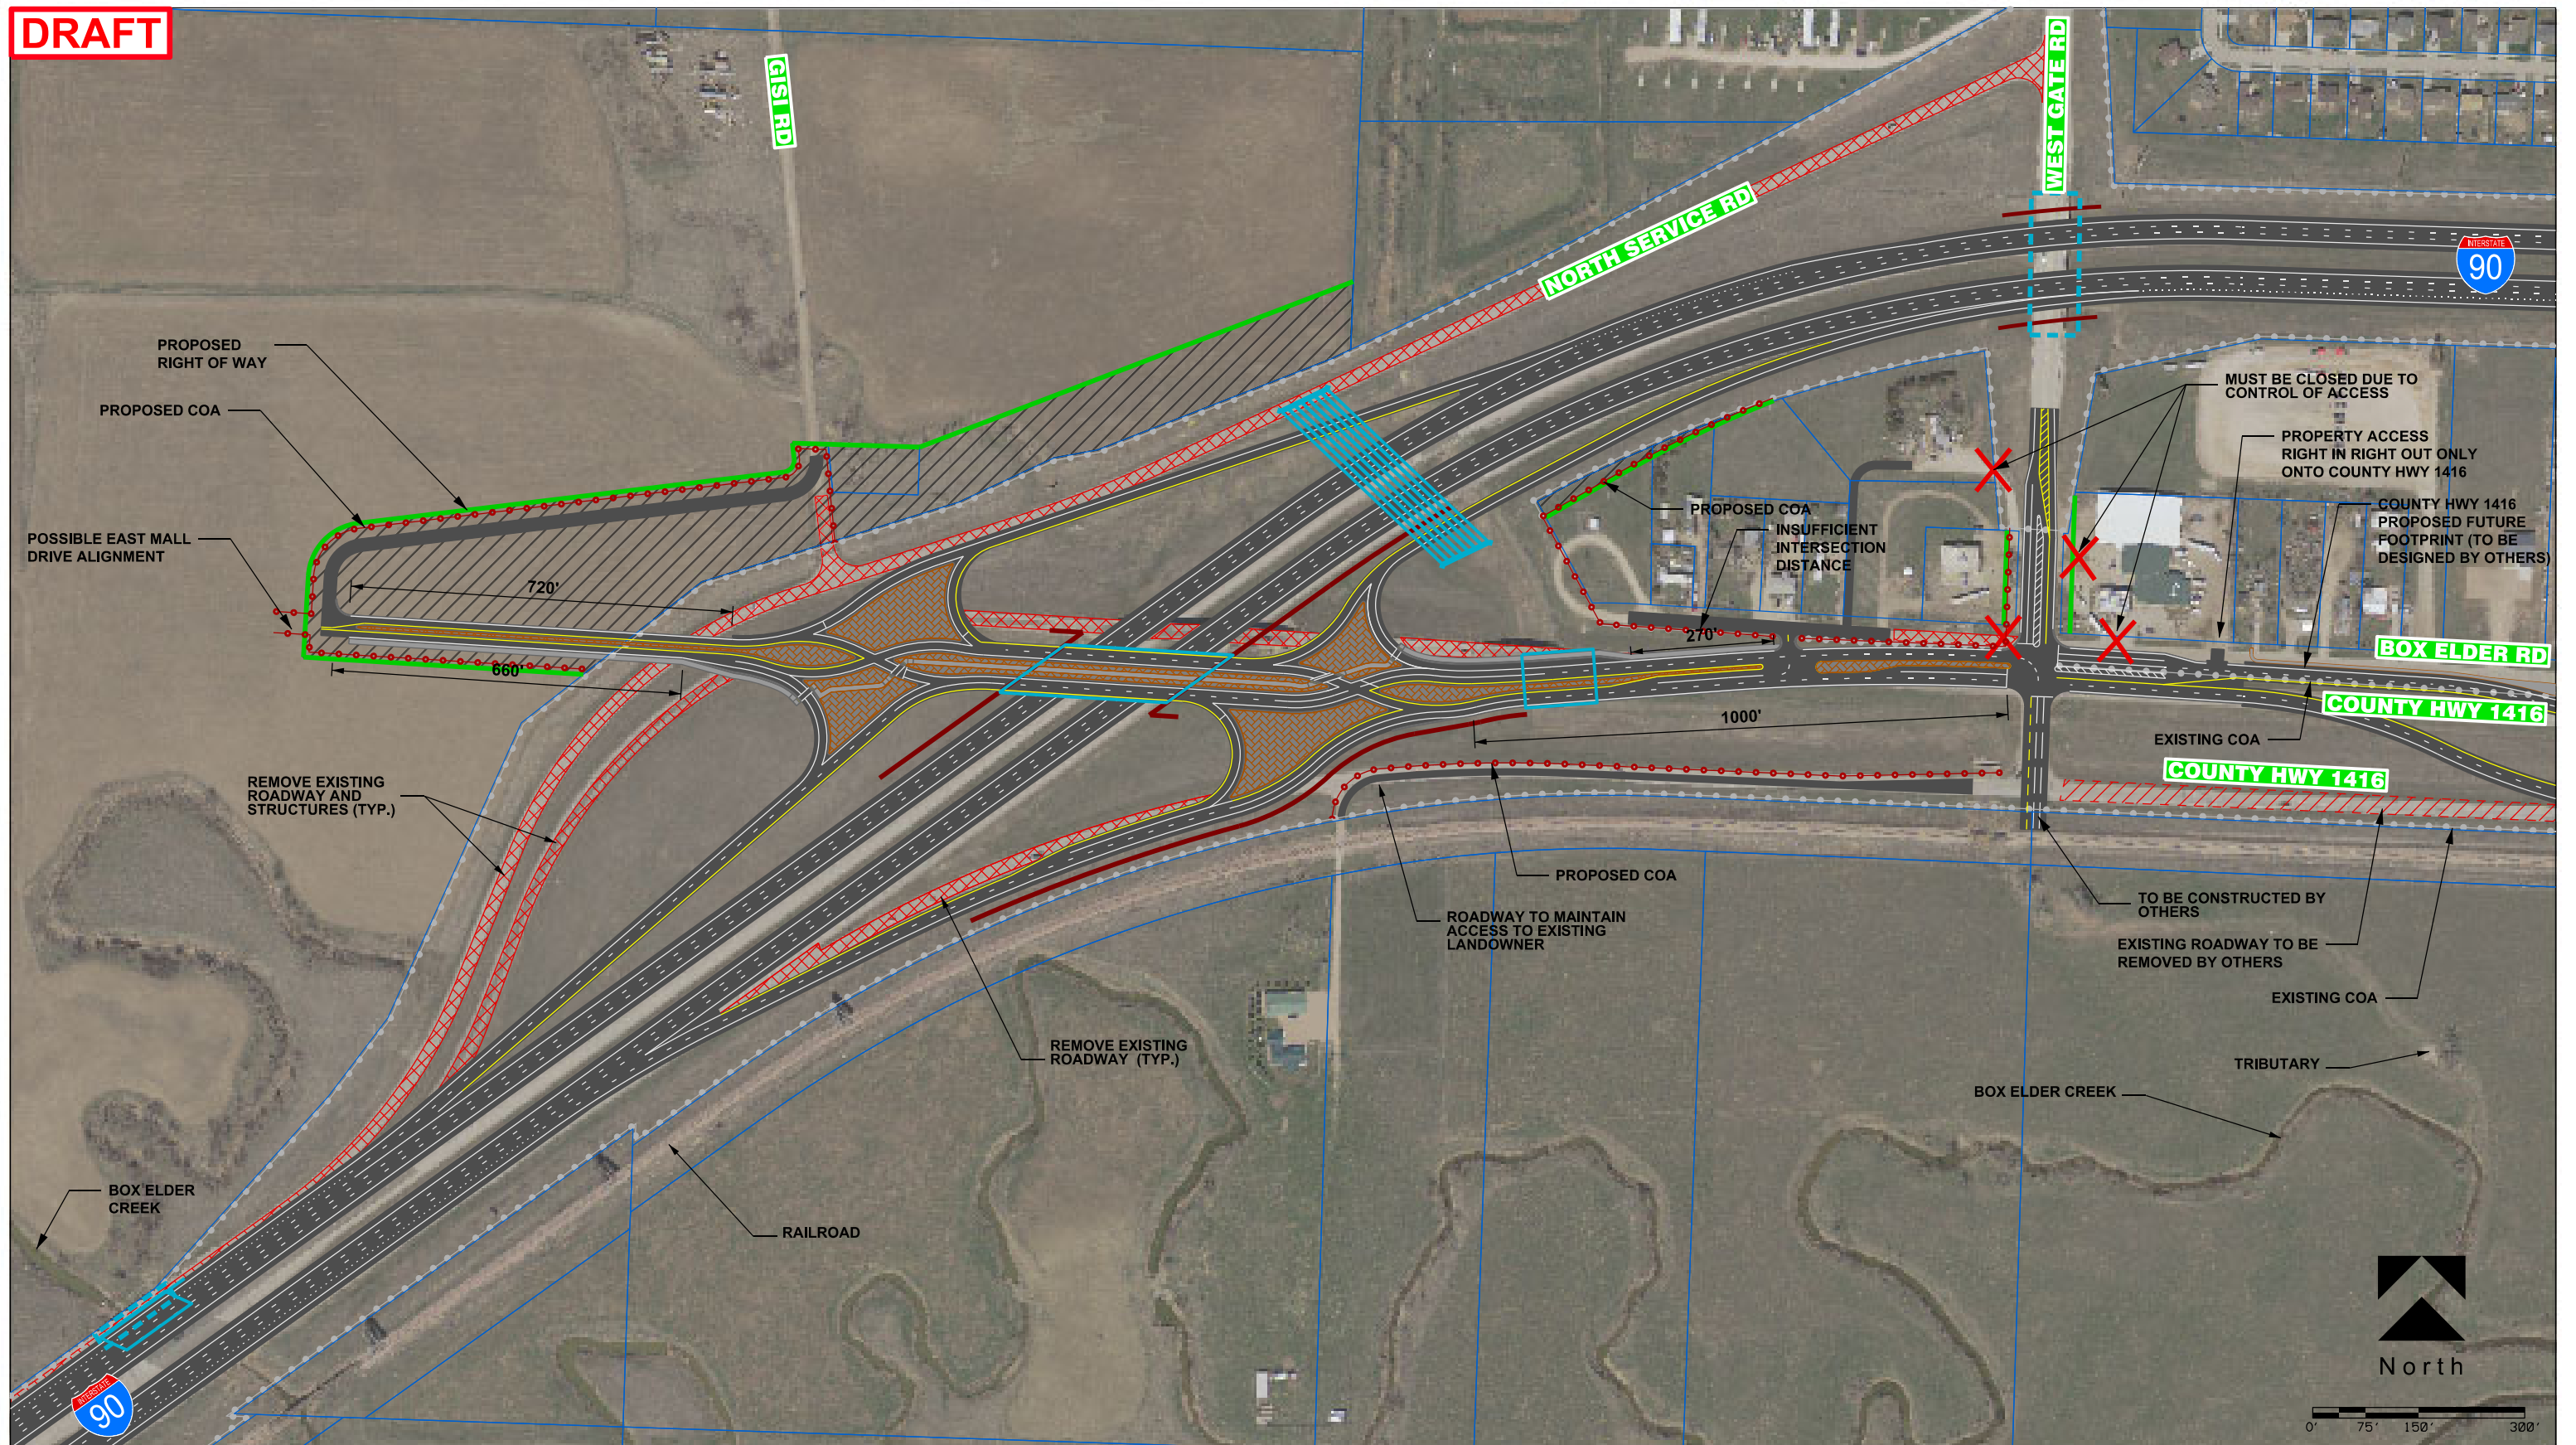 DRAFT
GISI RD
WEST GATE RD
NORTH SERVICE RD
INTERSTATE
90
PROPOSED
RIGHT OF WAY
PROPOSED COA
POSSIBLE EAST MALL
DRIVE ALIGNMENT
720'
660'
MUST BE CLOSED DUE TO
CONTROL OF ACCESS
PROPERTY ACCESS
RIGHT IN RIGHT OUT ONLY
ONTO COUNTY HWY 1416
COUNTY HWY 1416
PROPOSED FUTURE
FOOTPRINT (TO BE
DESIGNED BY OTHERS)
PROPOSED COA
INSUFFICIENT
INTERSECTION
DISTANCE
270'
BOX ELDER RD
COUNTY HWY 1416
1000'
EXISTING COA
COUNTY HWY 1416
REMOVE EXISTING
ROADWAY AND
STRUCTURES (TYP.)
PROPOSED COA
ROADWAY TO MAINTAIN
ACCESS TO EXISTING
LANDOWNER
TO BE CONSTRUCTED BY
OTHERS
EXISTING ROADWAY TO BE
REMOVED BY OTHERS
EXISTING COA
REMOVE EXISTING
ROADWAY (TYP.)
TRIBUTARY
BOX ELDER CREEK
BOX ELDER
CREEK
RAILROAD
INTERSTATE
90
North
0' 75' 150' 300'